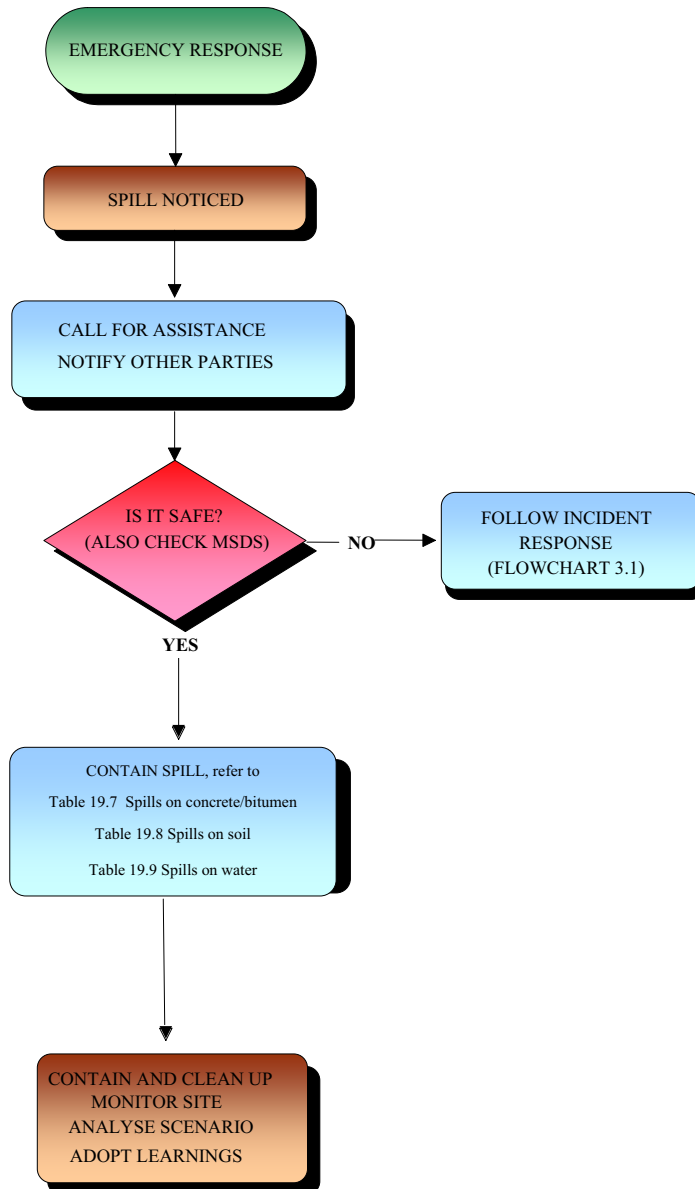 EMERGENCY RESPONSE
SPILL NOTICED
CALL FOR ASSISTANCE
NOTIFY OTHER PARTIES
IS IT SAFE?
(ALSO CHECK MSDS)
NO
FOLLOW INCIDENT
RESPONSE
(FLOWCHART 3.1)
YES
CONTAIN SPILL, refer to
Table 19.7 Spills on concrete/bitumen
Table 19.8 Spills on soil
Table 19.9 Spills on water
CONTAIN AND CLEAN UP
MONITOR SITE
ANALYSE SCENARIO
ADOPT LEARNINGS